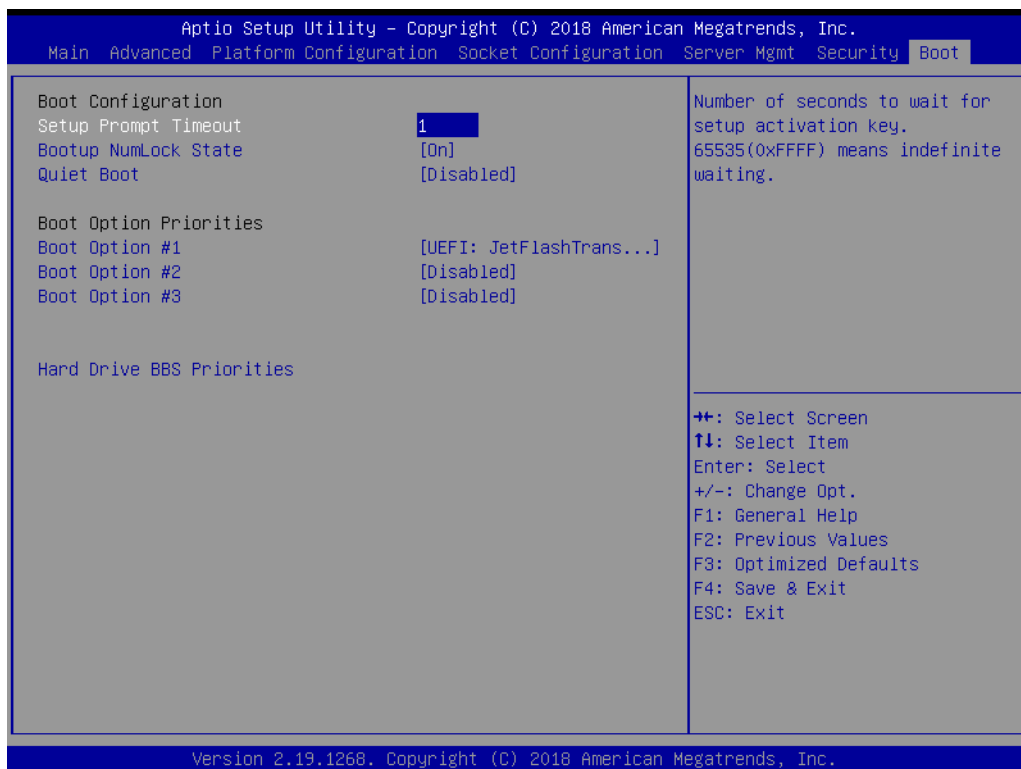 Aptio Setup Utility – Copyright (C) 2018 American Megatrends, Inc.
Main Advanced Platform Configuration Socket Configuration Server Mgmt Security Boot
Boot Configuration
Setup Prompt Timeout 1
Bootup NumLock State [On]
Quiet Boot [Disabled]
Boot Option Priorities
Boot Option #1 [UEFI: JetFlashTrans...]
Boot Option #2 [Disabled]
Boot Option #3 [Disabled]
Hard Drive BBS Priorities
Number of seconds to wait for
setup activation key.
65535(0xFFFF) means indefinite
waiting.
→←: Select Screen
↑↓: Select Item
Enter: Select
+/-: Change Opt.
F1: General Help
F2: Previous Values
F3: Optimized Defaults
F4: Save & Exit
ESC: Exit
Version 2.19.1268. Copyright (C) 2018 American Megatrends, Inc.